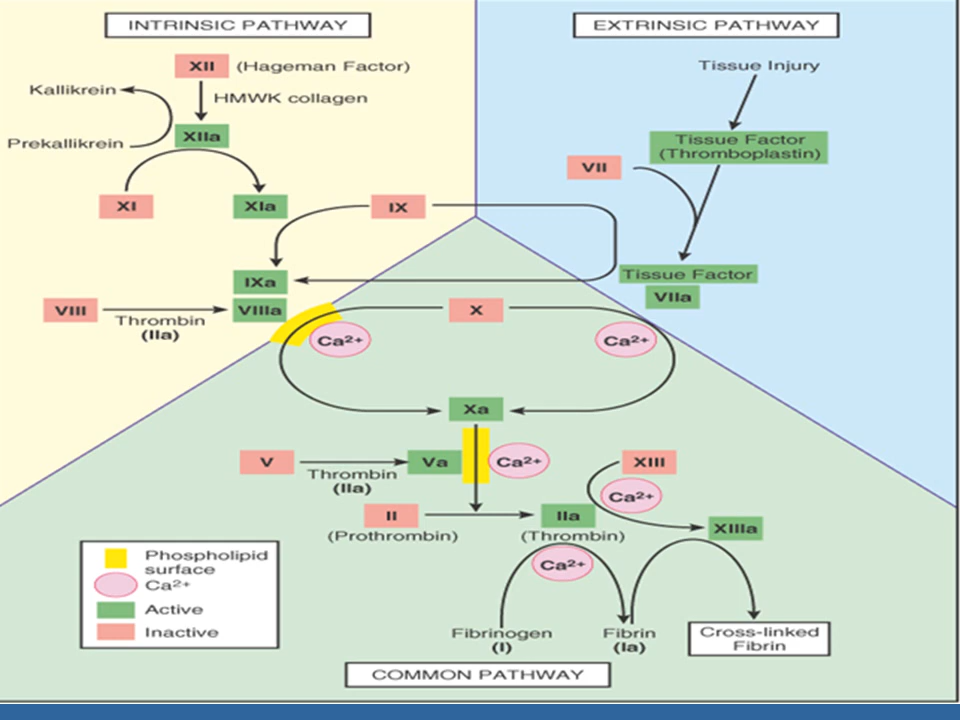 INTRINSIC PATHWAY
XII (Hageman Factor)
HMWK collagen
Kallikrein
Prekallikrein
XIIa
XI
XIa
IX
IXa
VIII
Thrombin
(IIa)
VIIIa
EXTRINSIC PATHWAY
Tissue Injury
Tissue Factor
(Thromboplastin)
VII
Tissue Factor
VIIa
X
Ca2+
Ca2+
Xa
V
Thrombin
(IIa)
Va
Ca2+
XIII
Ca2+
II
(Prothrombin)
IIa
(Thrombin)
XIIIa
Ca2+
Fibrinogen
(I)
Fibrin
(Ia)
Cross-linked
Fibrin
Phospholipid
surface
Ca2+
Active
Inactive
COMMON PATHWAY